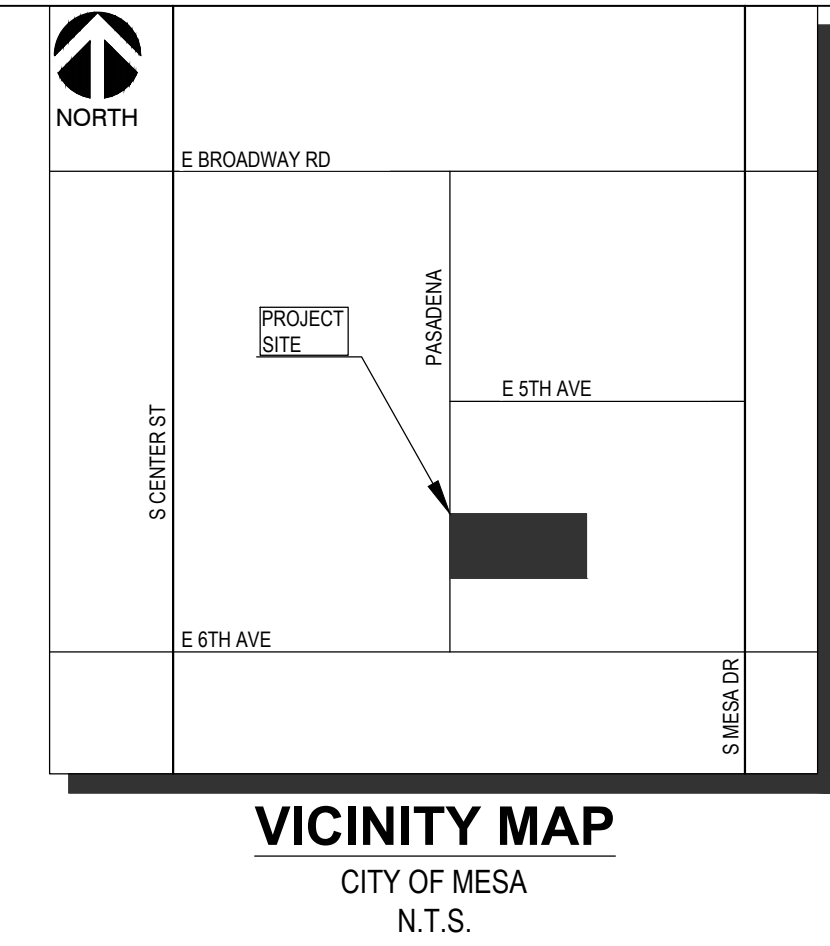 NORTH
E BROADWAY RD
PROJECT
SITE
PASADENA
E 5TH AVE
S CENTER ST
E 6TH AVE
S MESA DR
VICINITY MAP
CITY OF MESA
N.T.S.